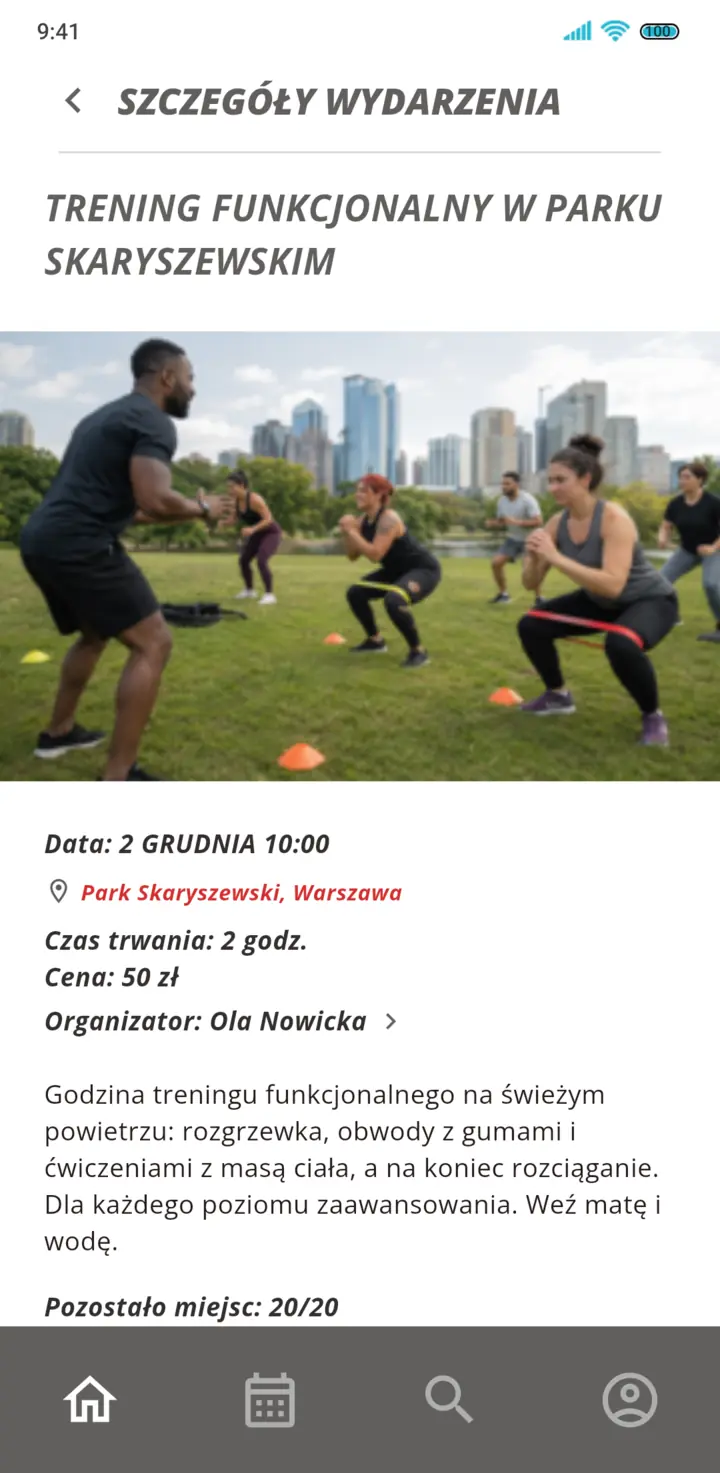 9:41
100
SZCZEGÓŁY WYDARZENIA
TRENING FUNKCJONALNY W PARKU
SKARYSZEWSKIM
Data: 2 GRUDNIA 10:00
Park Skaryszewski, Warszawa
Czas trwania: 2 godz.
Cena: 50 zł
Organizator: Ola Nowicka
Godzina treningu funkcjonalnego na świeżym
powietrzu: rozgrzewka, obwody z gumami i
ćwiczeniami z masą ciała, a na koniec rozciąganie.
Dla każdego poziomu zaawansowania. Weź matę i
wodę.
Pozostało miejsc: 20/20